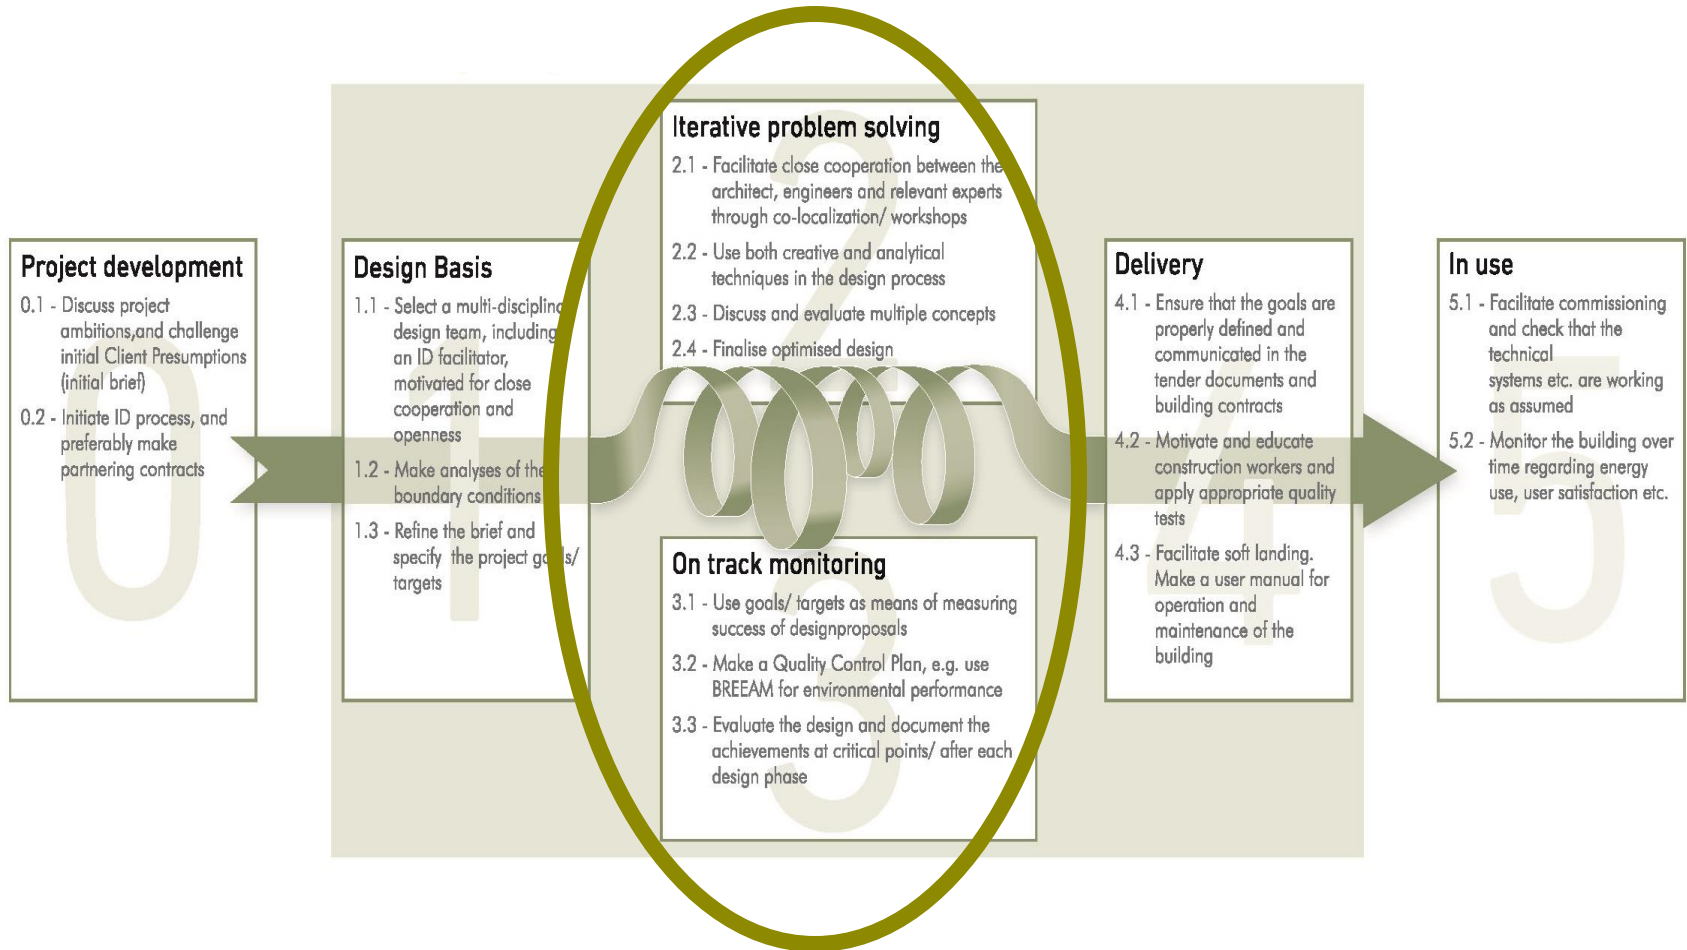 Project development
0.1 - Discuss project
ambitions,and challenge
initial Client Presumptions
(initial brief)
0.2 - Initiate ID process, and
preferably make
partnering contracts
0
Design Basis
1.1 - Select a multi-discipline
design team, including
an ID facilitator,
motivated for close
cooperation and
openness
1.2 - Make analyses of the
boundary conditions
1.3 - Refine the brief and
specify the project goals/
targets
1
Iterative problem solving
2.1 - Facilitate close cooperation between the
architect, engineers and relevant experts
through co-localization/ workshops
2.2 - Use both creative and analytical
techniques in the design process
2.3 - Discuss and evaluate multiple concepts
2.4 - Finalise optimised design
2
On track monitoring
3.1 - Use goals/ targets as means of measuring
success of designproposals
3.2 - Make a Quality Control Plan, e.g. use
BREEAM for environmental performance
3.3 - Evaluate the design and document the
achievements at critical points/ after each
design phase
3
Delivery
4.1 - Ensure that the goals are
properly defined and
communicated in the
tender documents and
building contracts
4.2 - Motivate and educate
construction workers and
apply appropriate quality
tests
4.3 - Facilitate soft landing.
Make a user manual for
operation and
maintenance of the
building
4
In use
5.1 - Facilitate commissioning
and check that the
technical
systems etc. are working
as assumed
5.2 - Monitor the building over
time regarding energy
use, user satisfaction etc.
5